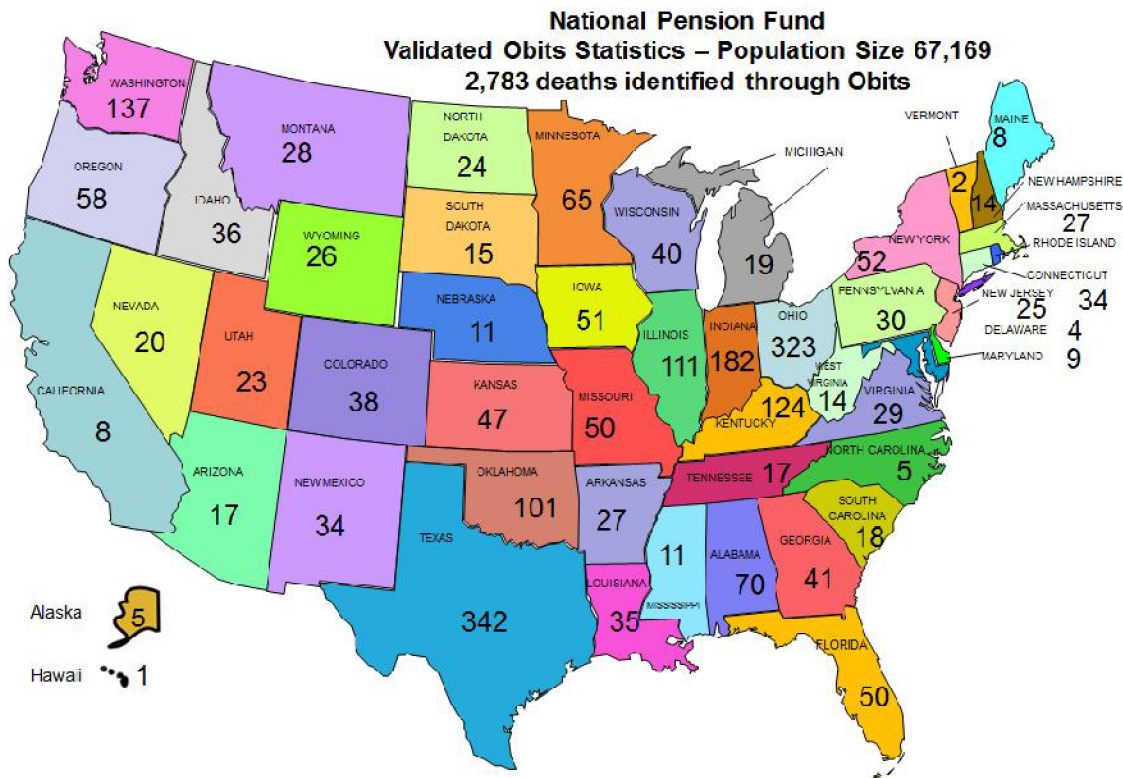 National Pension Fund
Validated Obits Statistics – Population Size 67,169
2,783 deaths identified through Obits
WASHINGTON
137
OREGON
58
IDAHO
36
MONTANA
28
NORTH
DAKOTA
24
MINNESOTA
65
SOUTH
DAKOTA
15
WYOMING
26
WISCONSIN
40
MICHIGAN
19
VERMONT
2
MAINE
8
NEW HAMPSHIRE
14
MASSACHUSETTS
27
RHODE ISLAND
CONNECTICUT
34
NEW YORK
52
NEW JERSEY
25
DELAWARE 4
MARYLAND 9
PENNSYLVANIA
30
NEVADA
20
UTAH
23
COLORADO
38
NEBRASKA
11
IOWA
51
ILLINOIS
111
INDIANA
182
OHIO
323
WEST
VIRGINIA
14
VIRGINIA
29
CALIFORNIA
8
KANSAS
47
MISSOURI
50
KENTUCKY
124
NORTH CAROLINA
5
TENNESSEE 17
SOUTH
CAROLINA
18
ARIZONA
17
NEW MEXICO
34
OKLAHOMA
101
ARKANSAS
27
TEXAS
342
LOUISIANA
35
11
MISSISSIPPI
ALABAMA
70
GEORGIA
41
FLORIDA
50
Alaska
5
Hawaii
1